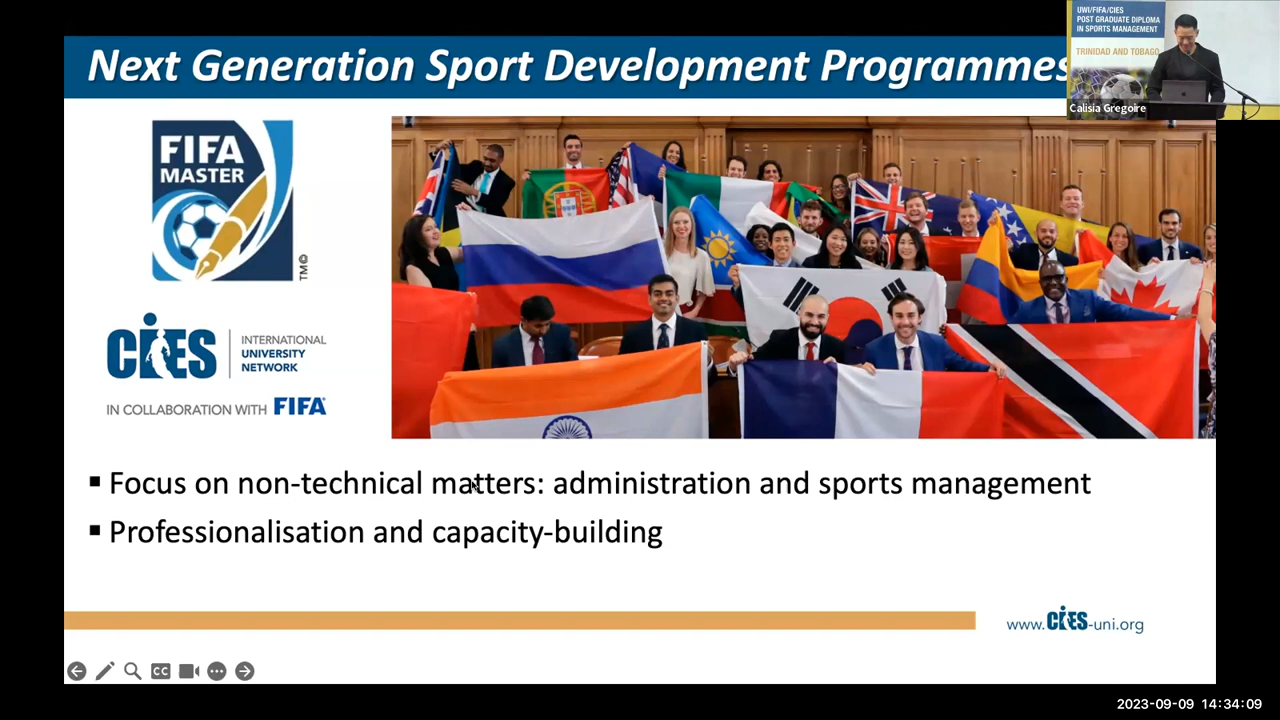 Next Generation Sport Development Programmes
UWI/FIFA/CIES
POST GRADUATE DIPLOMA
IN SPORTS MANAGEMENT
TRINIDAD AND TOBAGO
Calisia Gregoire
FIFA
MASTER
TM©
CIES
INTERNATIONAL
UNIVERSITY
NETWORK
IN COLLABORATION WITH FIFA®
▪ Focus on non-technical matters: administration and sports management
▪ Professionalisation and capacity-building
www.CIES-uni.org
CC
2023-09-09 14:34:09